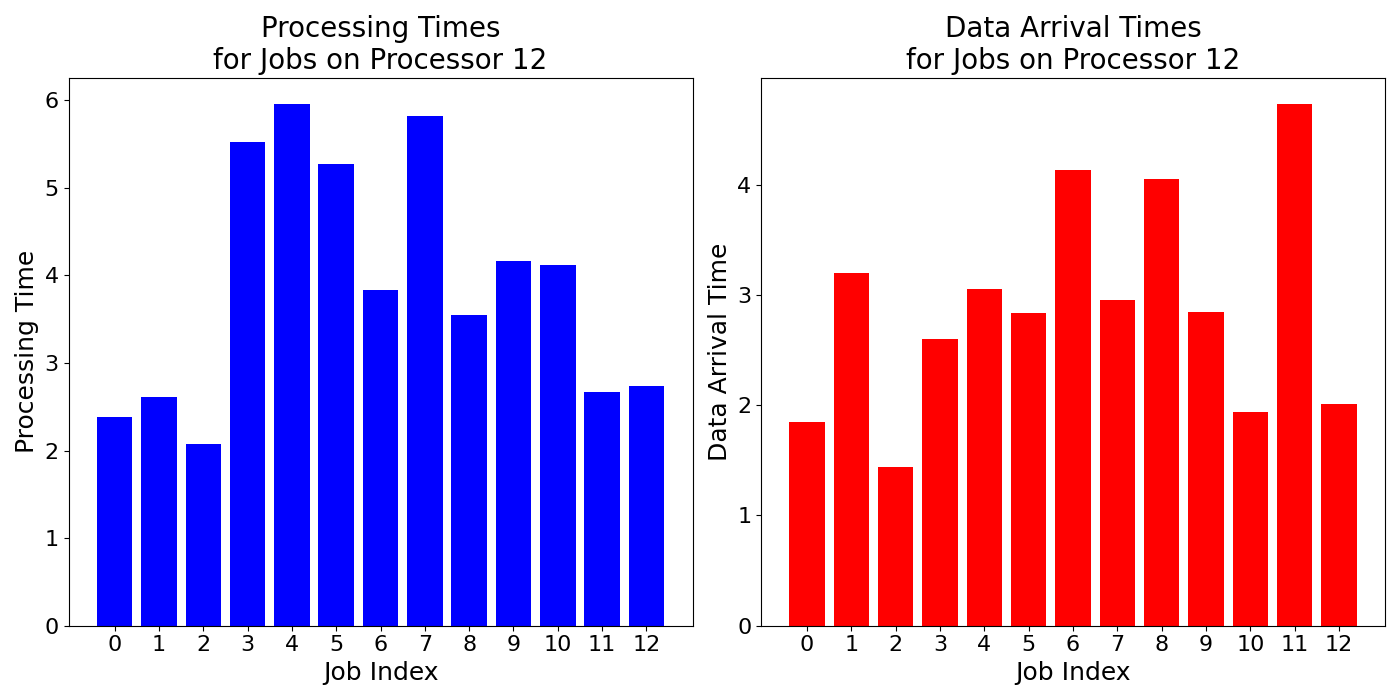 Processing Times
for Jobs on Processor 12
Processing Time
6
5
4
3
2
1
0
0 1 2 3 4 5 6 7 8 9 10 11 12
Job Index
Data Arrival Times
for Jobs on Processor 12
Data Arrival Time
4
3
2
1
0
0 1 2 3 4 5 6 7 8 9 10 11 12
Job Index